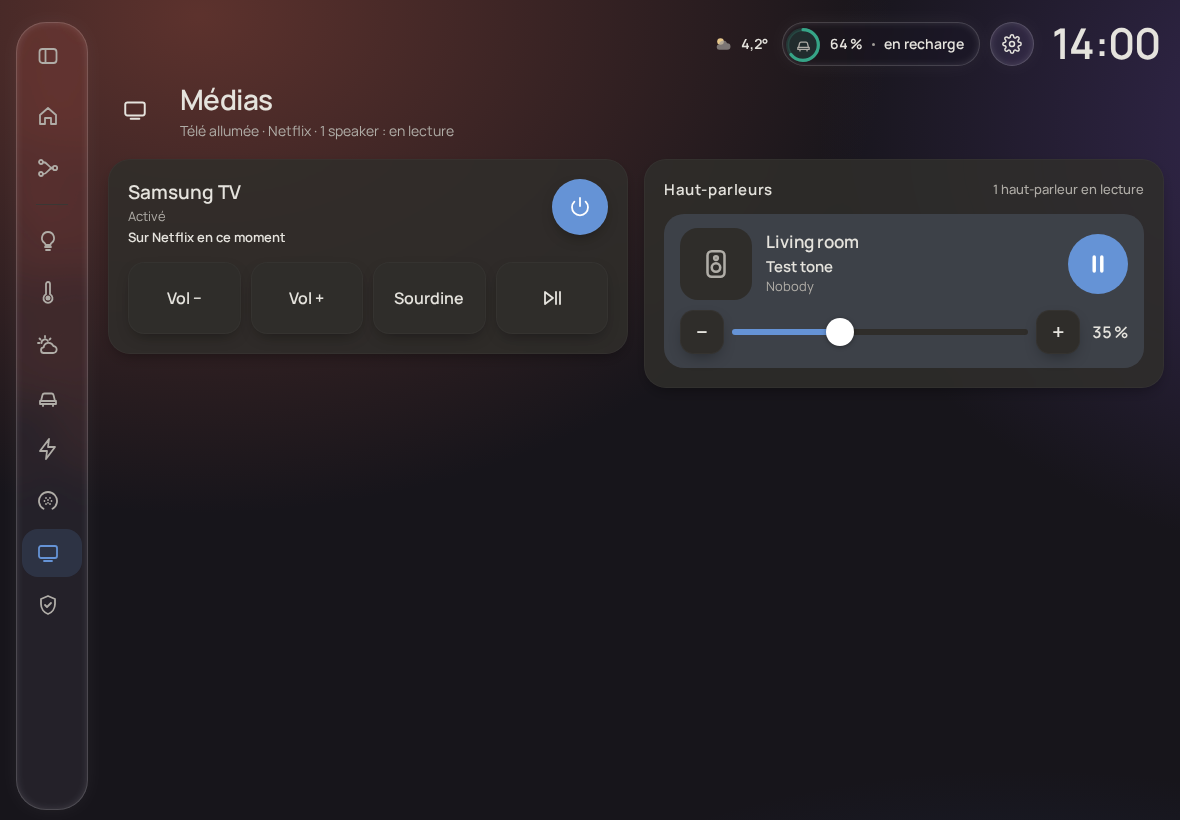 4,2°
64 % · en recharge
14:00
Médias
Télé allumée · Netflix · 1 speaker : en lecture
Samsung TV
Activé
Sur Netflix en ce moment
Vol −
Vol +
Sourdine
Haut-parleurs
1 haut-parleur en lecture
Living room
Test tone
Nobody
−
+
35 %